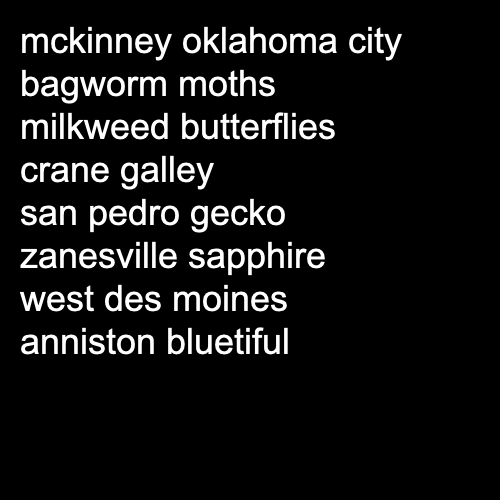 mckinney oklahoma city
bagworm moths
milkweed butterflies
crane galley
san pedro gecko
zanesville sapphire
west des moines
anniston bluetiful